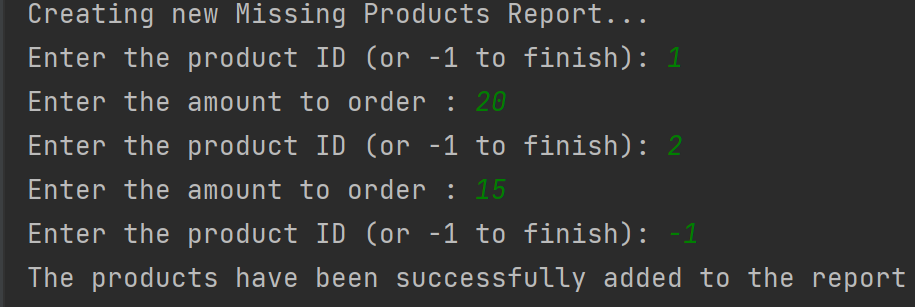 Creating new Missing Products Report...
Enter the product ID (or -1 to finish): 1
Enter the amount to order : 20
Enter the product ID (or -1 to finish): 2
Enter the amount to order : 15
Enter the product ID (or -1 to finish): -1
The products have been successfully added to the report